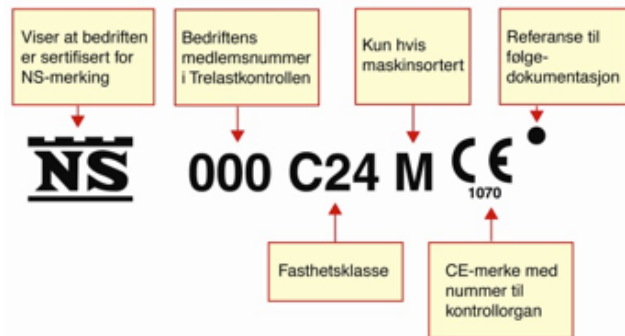 Viser at bedriften
er sertifisert for
NS-merking
Bedriftens
medlemsnummer
i Trelastkontrollen
Kun hvis
maskinsortert
Referanse til
følge-
dokumentasjon
NS 000 C24 M CE
1070
Fasthetsklasse
CE-merke med
nummer til
kontrollorgan